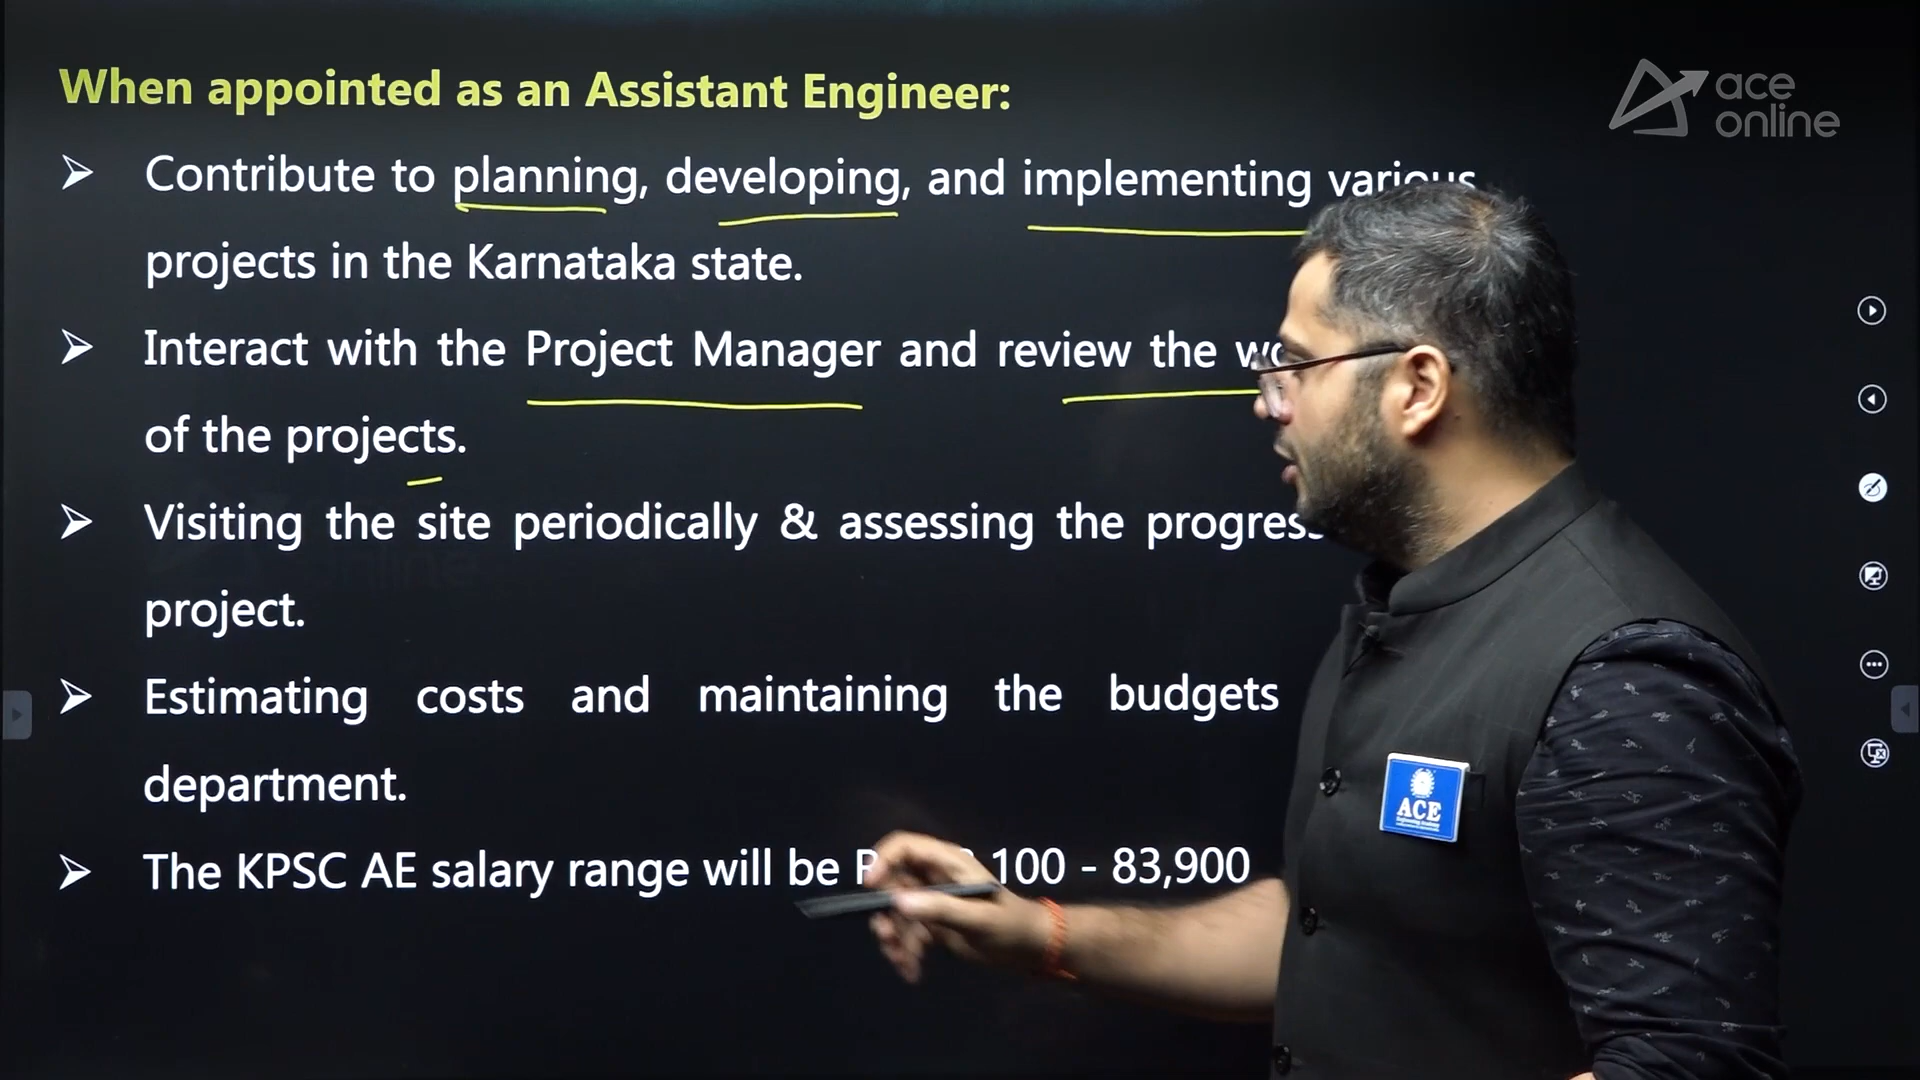 When appointed as an Assistant Engineer:
ace
online
➤ Contribute to planning, developing, and implementing various
projects in the Karnataka state.
➤ Interact with the Project Manager and review the
of the projects.
➤ Visiting the site periodically & assessing the progress
project.
➤ Estimating costs and maintaining the budgets
department.
➤ The KPSC AE salary range will be 100 - 83,900
ACE